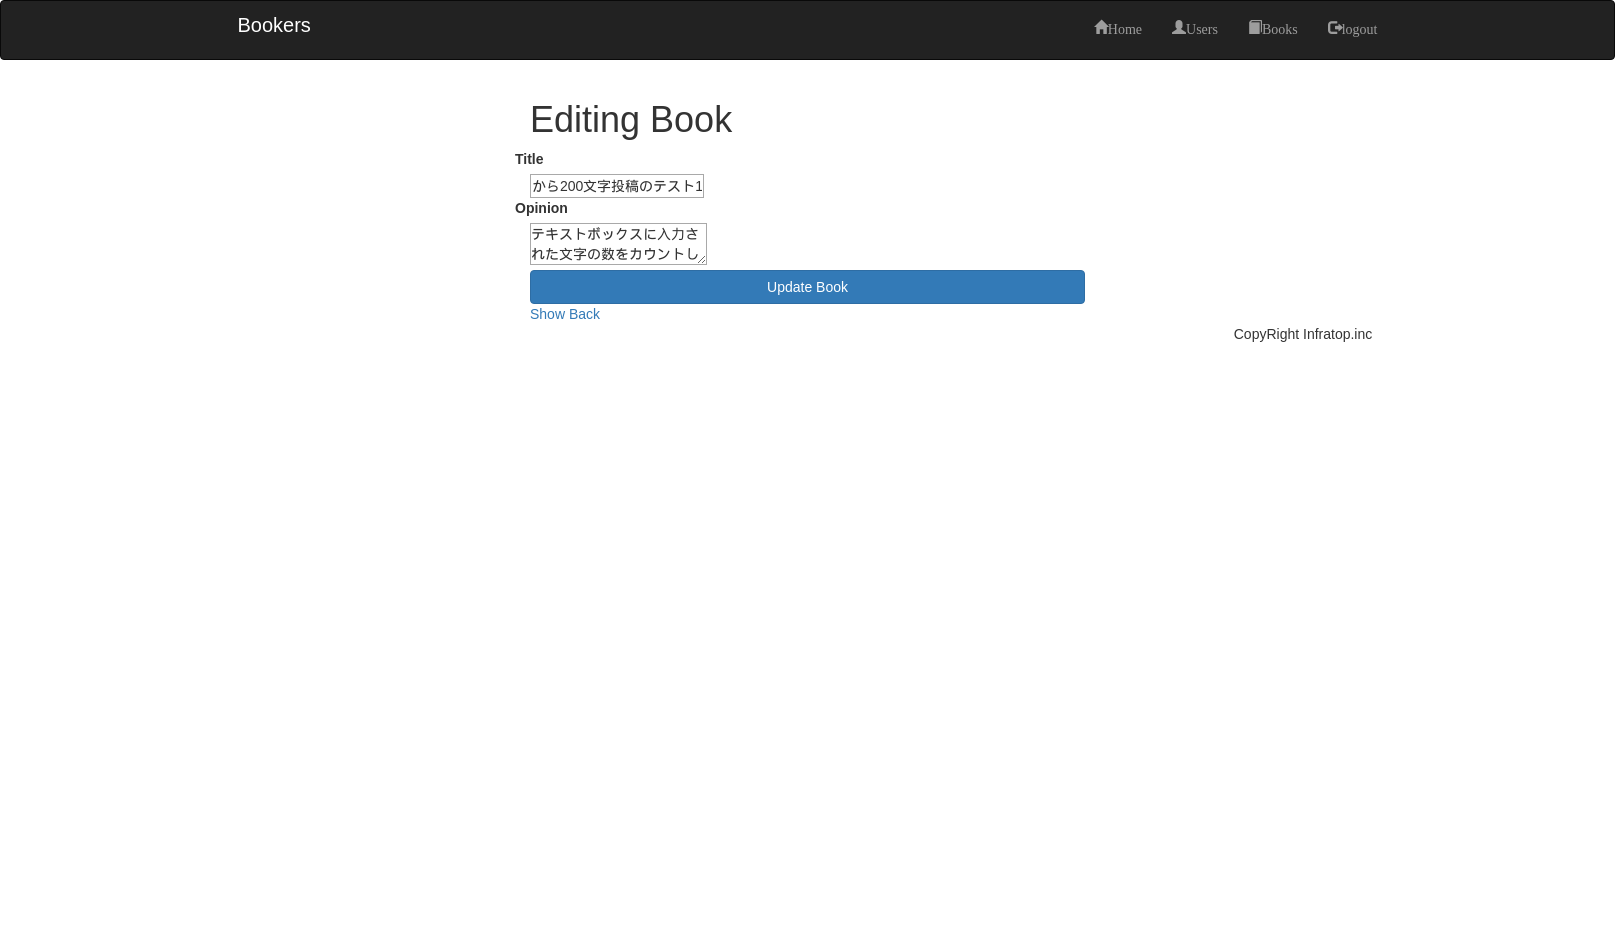 Bookers
Home Users Books logout
Editing Book
Title
から200文字投稿のテスト1
Opinion
テキストボックスに入力さ
れた文字の数をカウントし
Update Book
Show Back
CopyRight Infratop.inc